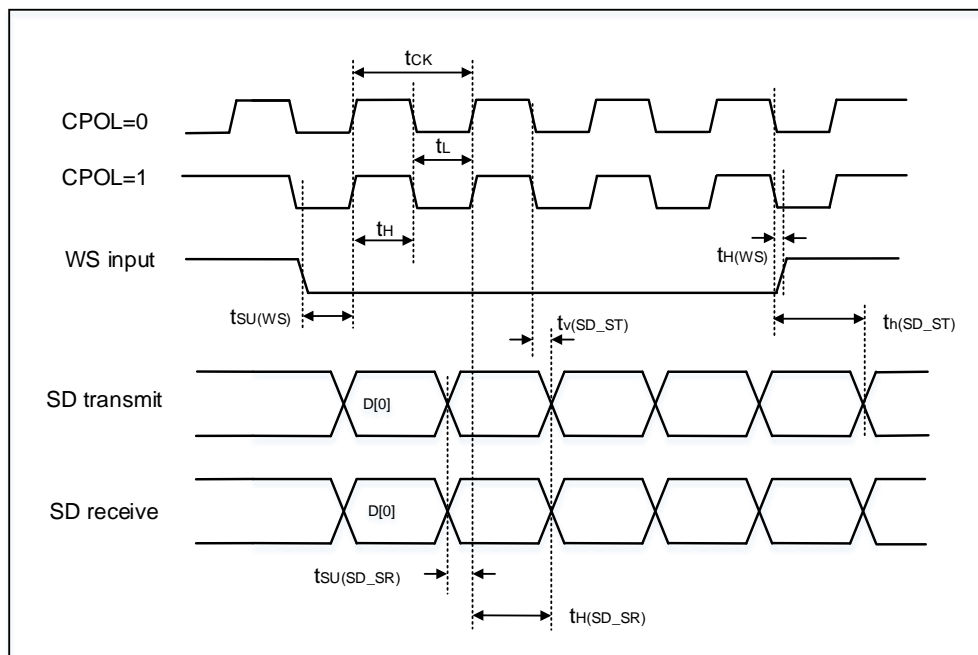 tCK
CPOL=0
tL
CPOL=1
tH
tH(WS)
WS input
tSU(WS)
tv(SD_ST)
th(SD_ST)
SD transmit
D[0]
SD receive
D[0]
tSU(SD_SR)
tH(SD_SR)